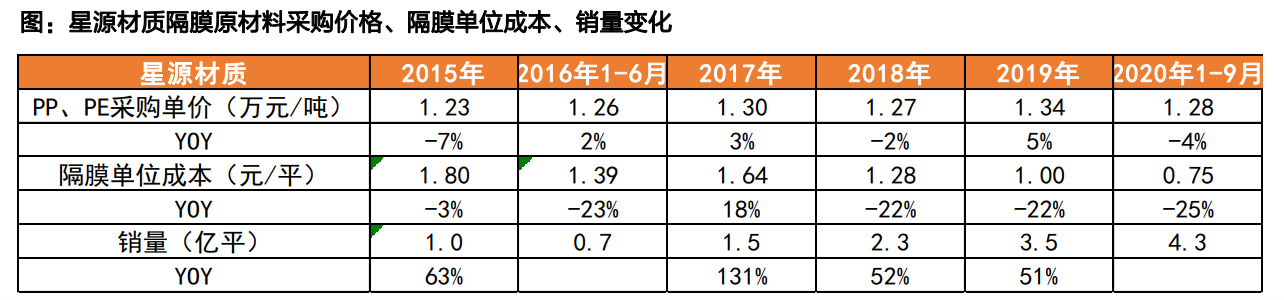 图：星源材质隔膜原材料采购价格、隔膜单位成本、销量变化
星源材质 2015年 2016年1-6月 2017年 2018年 2019年 2020年1-9月
PP、PE采购单价（万元/吨） 1.23 1.26 1.30 1.27 1.34 1.28
YOY -7% 2% 3% -2% 5% -4%
隔膜单位成本（元/平） 1.80 1.39 1.64 1.28 1.00 0.75
YOY -3% -23% 18% -22% -22% -25%
销量（亿平） 1.0 0.7 1.5 2.3 3.5 4.3
YOY 63% 131% 52% 51%